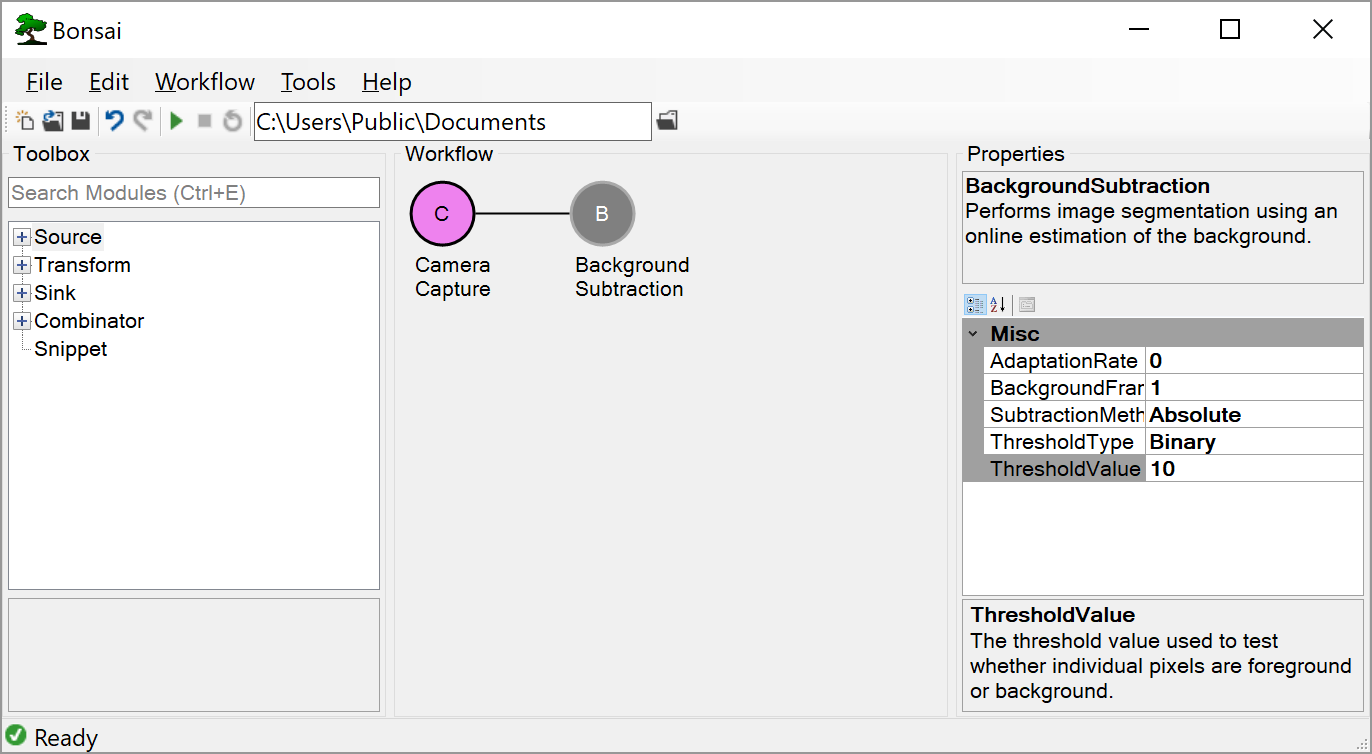 Bonsai
File Edit Workflow Tools Help
C:\Users\Public\Documents
Toolbox
Search Modules (Ctrl+E)
Source
Transform
Sink
Combinator
Snippet
Workflow
C
B
Camera
Capture
Background
Subtraction
Properties
BackgroundSubtraction
Performs image segmentation using an
online estimation of the background.
A
Z
Misc
AdaptationRate 0
BackgroundFrar 1
SubtractionMeth Absolute
ThresholdType Binary
ThresholdValue 10
ThresholdValue
The threshold value used to test
whether individual pixels are foreground
or background.
Ready